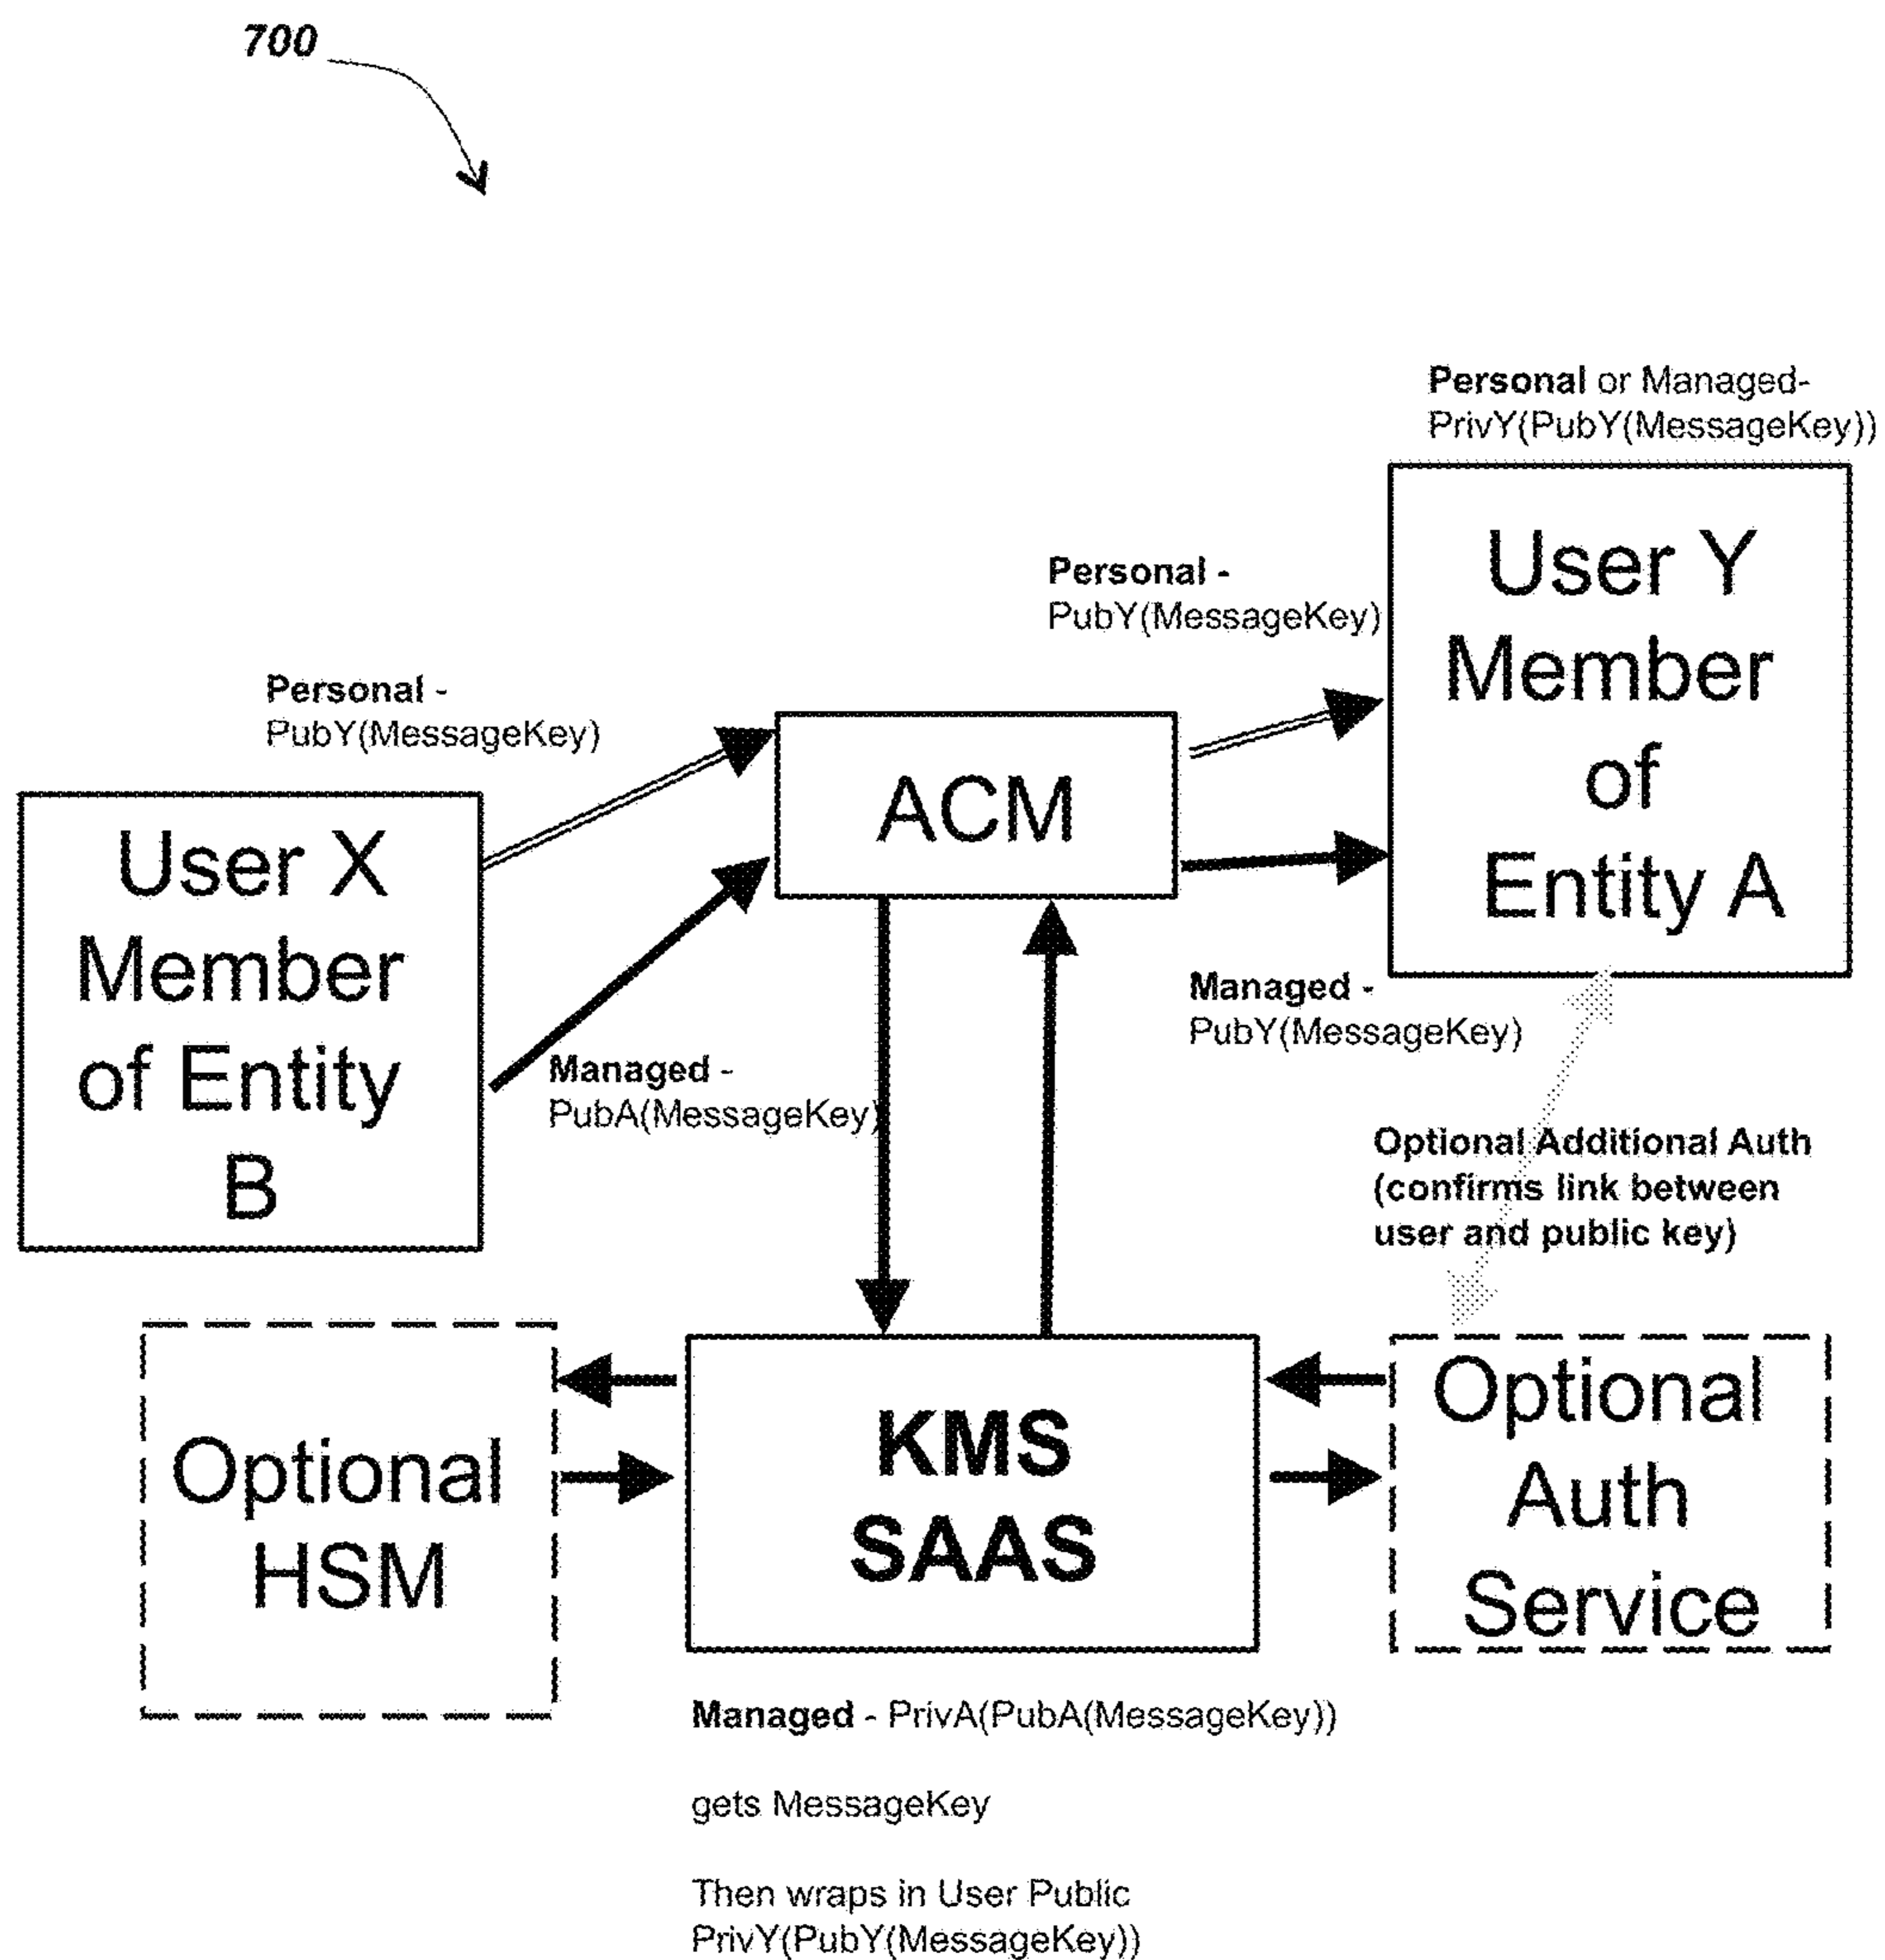 700
Personal or Managed-
PrivY(PubY(MessageKey))
User Y
Member
of
Entity A
Personal -
PubY(MessageKey)
Personal -
PubY(MessageKey)
ACM
User X
Member
of Entity
B
Managed -
PubY(MessageKey)
Managed -
PubA(MessageKey)
Optional Additional Auth
(confirms link between
user and public key)
Optional
HSM
KMS
SAAS
Optional
Auth
Service
Managed - PrivA(PubA(MessageKey))
gets MessageKey
Then wraps in User Public
PrivY(PubY(MessageKey))